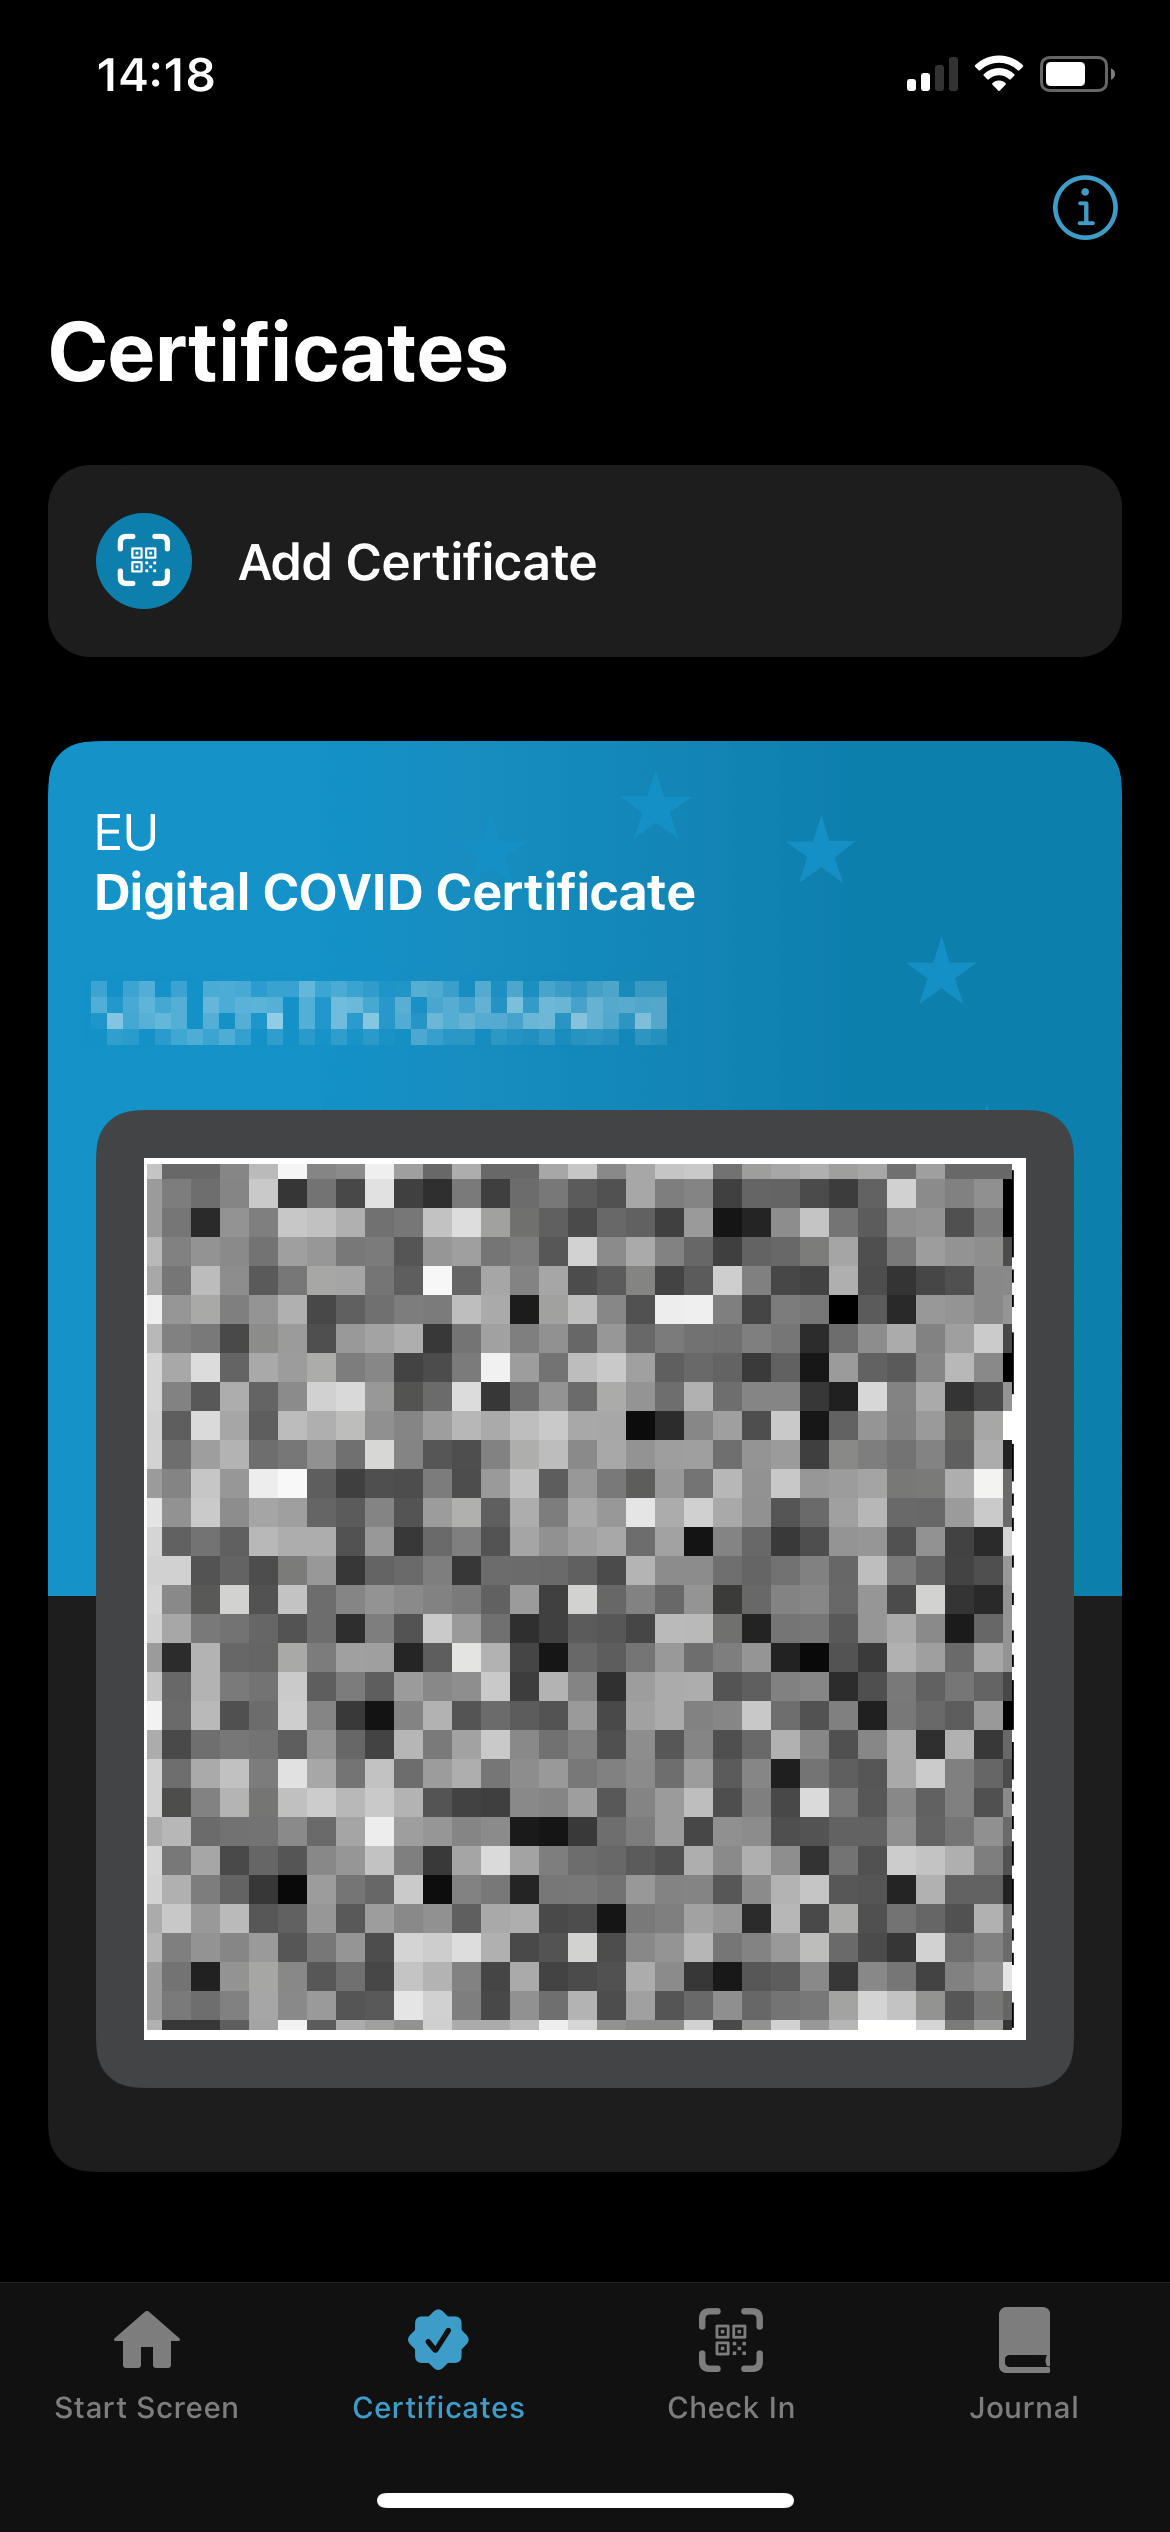 14:18
Certificates
Add Certificate
EU
Digital COVID Certificate
Start Screen
Certificates
Check In
Journal